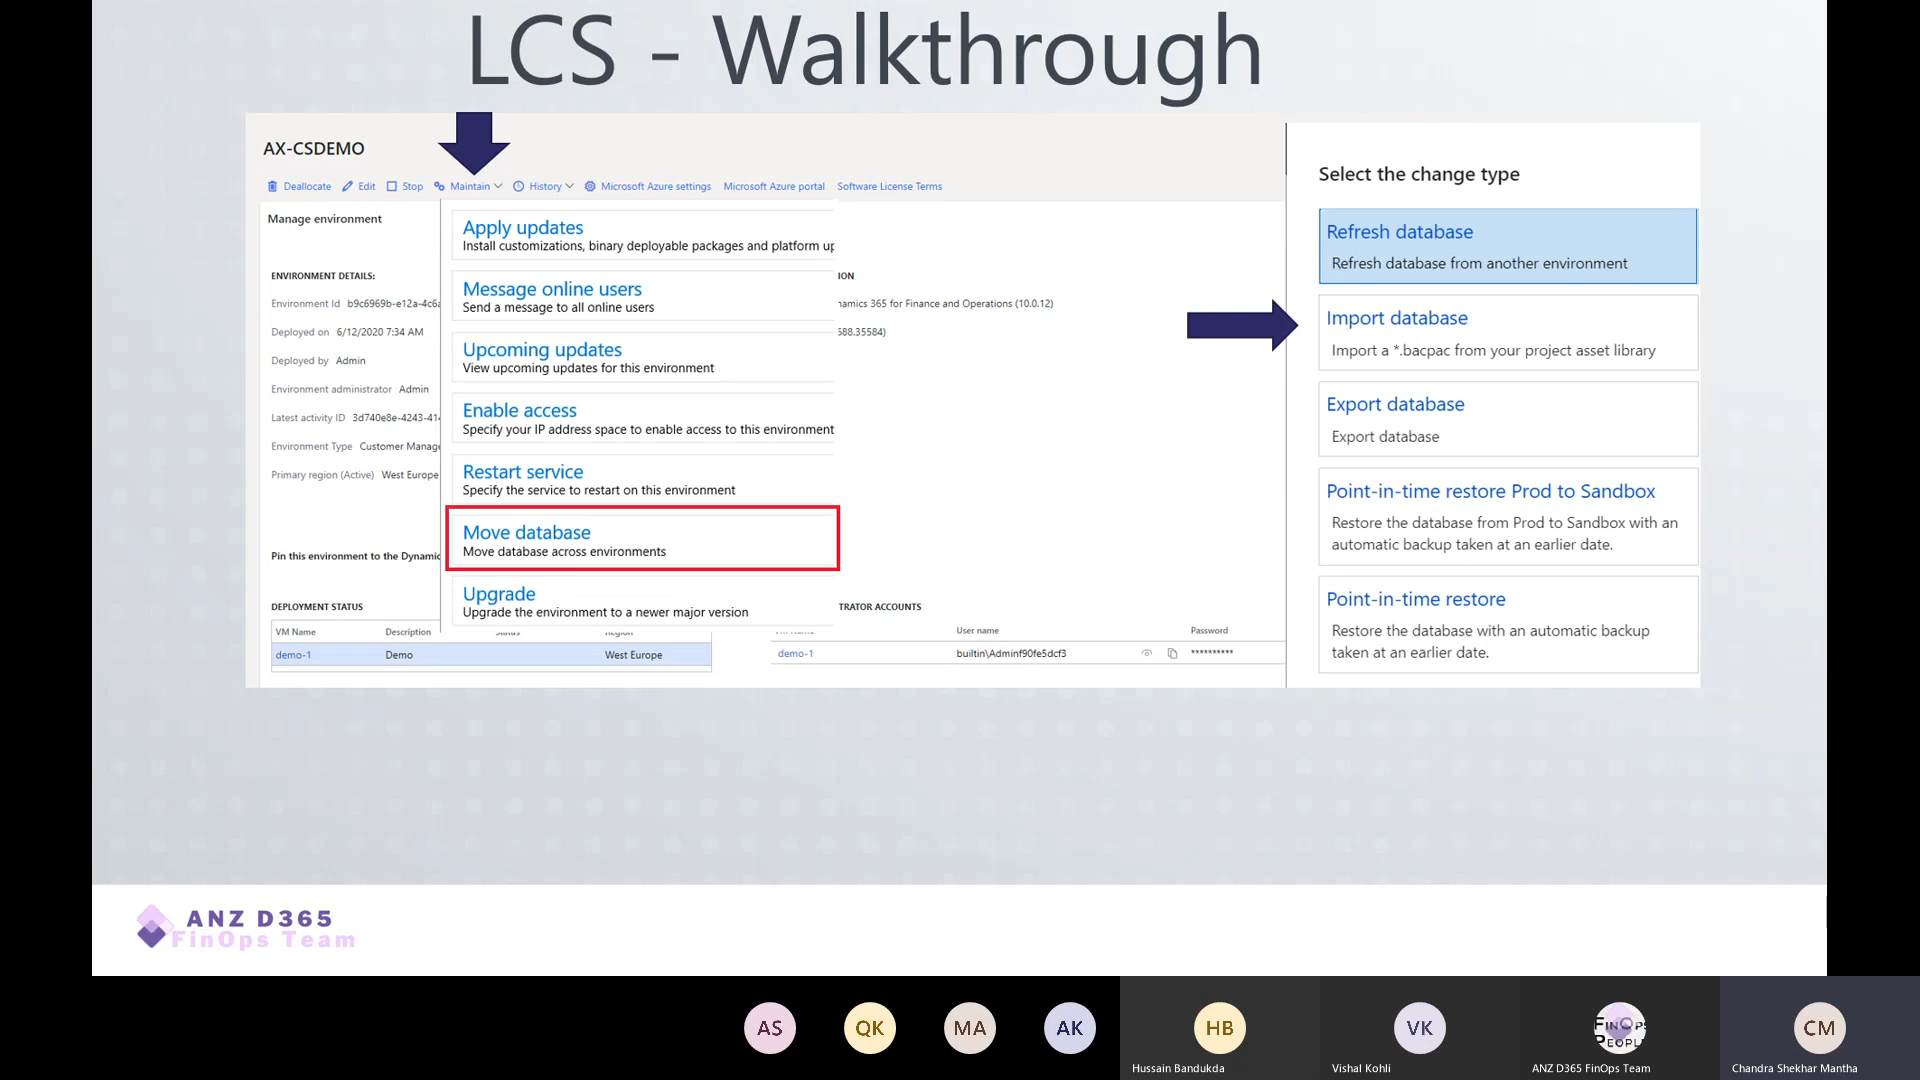 LCS - Walkthrough
AX-CSDEMO
Deallocate Edit Stop Maintain History Microsoft Azure settings Microsoft Azure portal Software License Terms
Manage environment
ENVIRONMENT DETAILS:
Environment Id b9c6969b-e12a-4c6a
Deployed on 6/12/2020 7:34 AM
Deployed by Admin
Environment administrator Admin
Latest activity ID 3d740e8e-4243-41
Environment Type Customer Manage
Primary region (Active) West Europe
Pin this environment to the Dynamic
Apply updates
Install customizations, binary deployable packages and platform up
Message online users
Send a message to all online users
Upcoming updates
View upcoming updates for this environment
Enable access
Specify your IP address space to enable access to this environment
Restart service
Specify the service to restart on this environment
Move database
Move database across environments
Upgrade
Upgrade the environment to a newer major version
ION
namics 365 for Finance and Operations (10.0.12)
588.35584)
DEPLOYMENT STATUS
VM Name Description Status Region
demo-1 Demo West Europe
TRATOR ACCOUNTS
User name Password
demo-1 builtin\Adminf90fe5dcf3 **********
Select the change type
Refresh database
Refresh database from another environment
Import database
Import a *.bacpac from your project asset library
Export database
Export database
Point-in-time restore Prod to Sandbox
Restore the database from Prod to Sandbox with an
automatic backup taken at an earlier date.
Point-in-time restore
Restore the database with an automatic backup
taken at an earlier date.
ANZ D365
FinOps Team
AS QK MA AK HB VK FinOps People CM
Hussain Bandukda Vishal Kohli ANZ D365 FinOps Team Chandra Shekhar Mantha